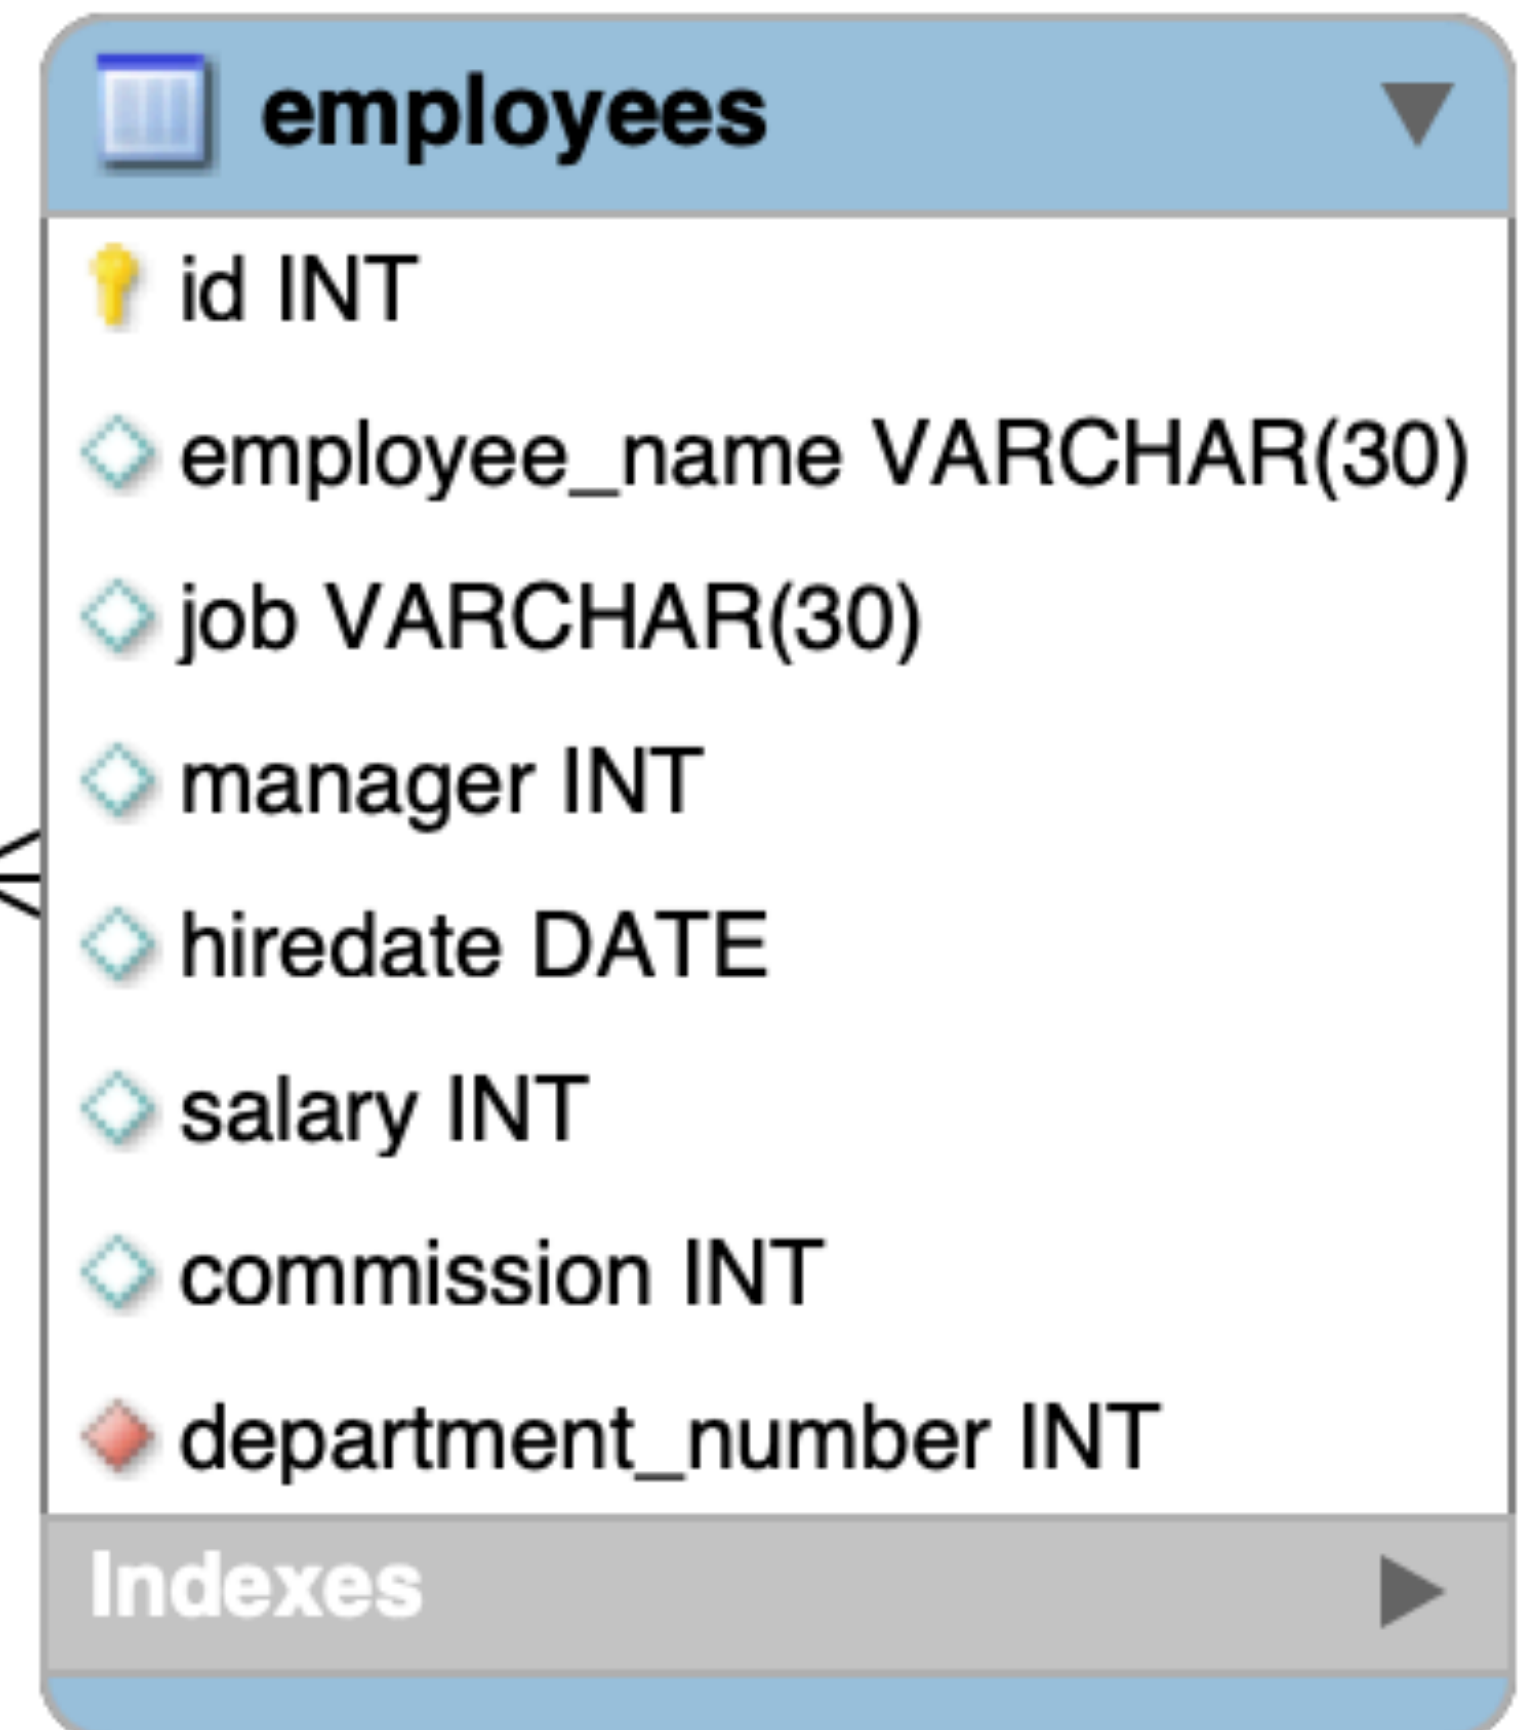 employees
id INT
employee_name VARCHAR(30)
job VARCHAR(30)
manager INT
hiredate DATE
salary INT
commission INT
department_number INT
Indexes